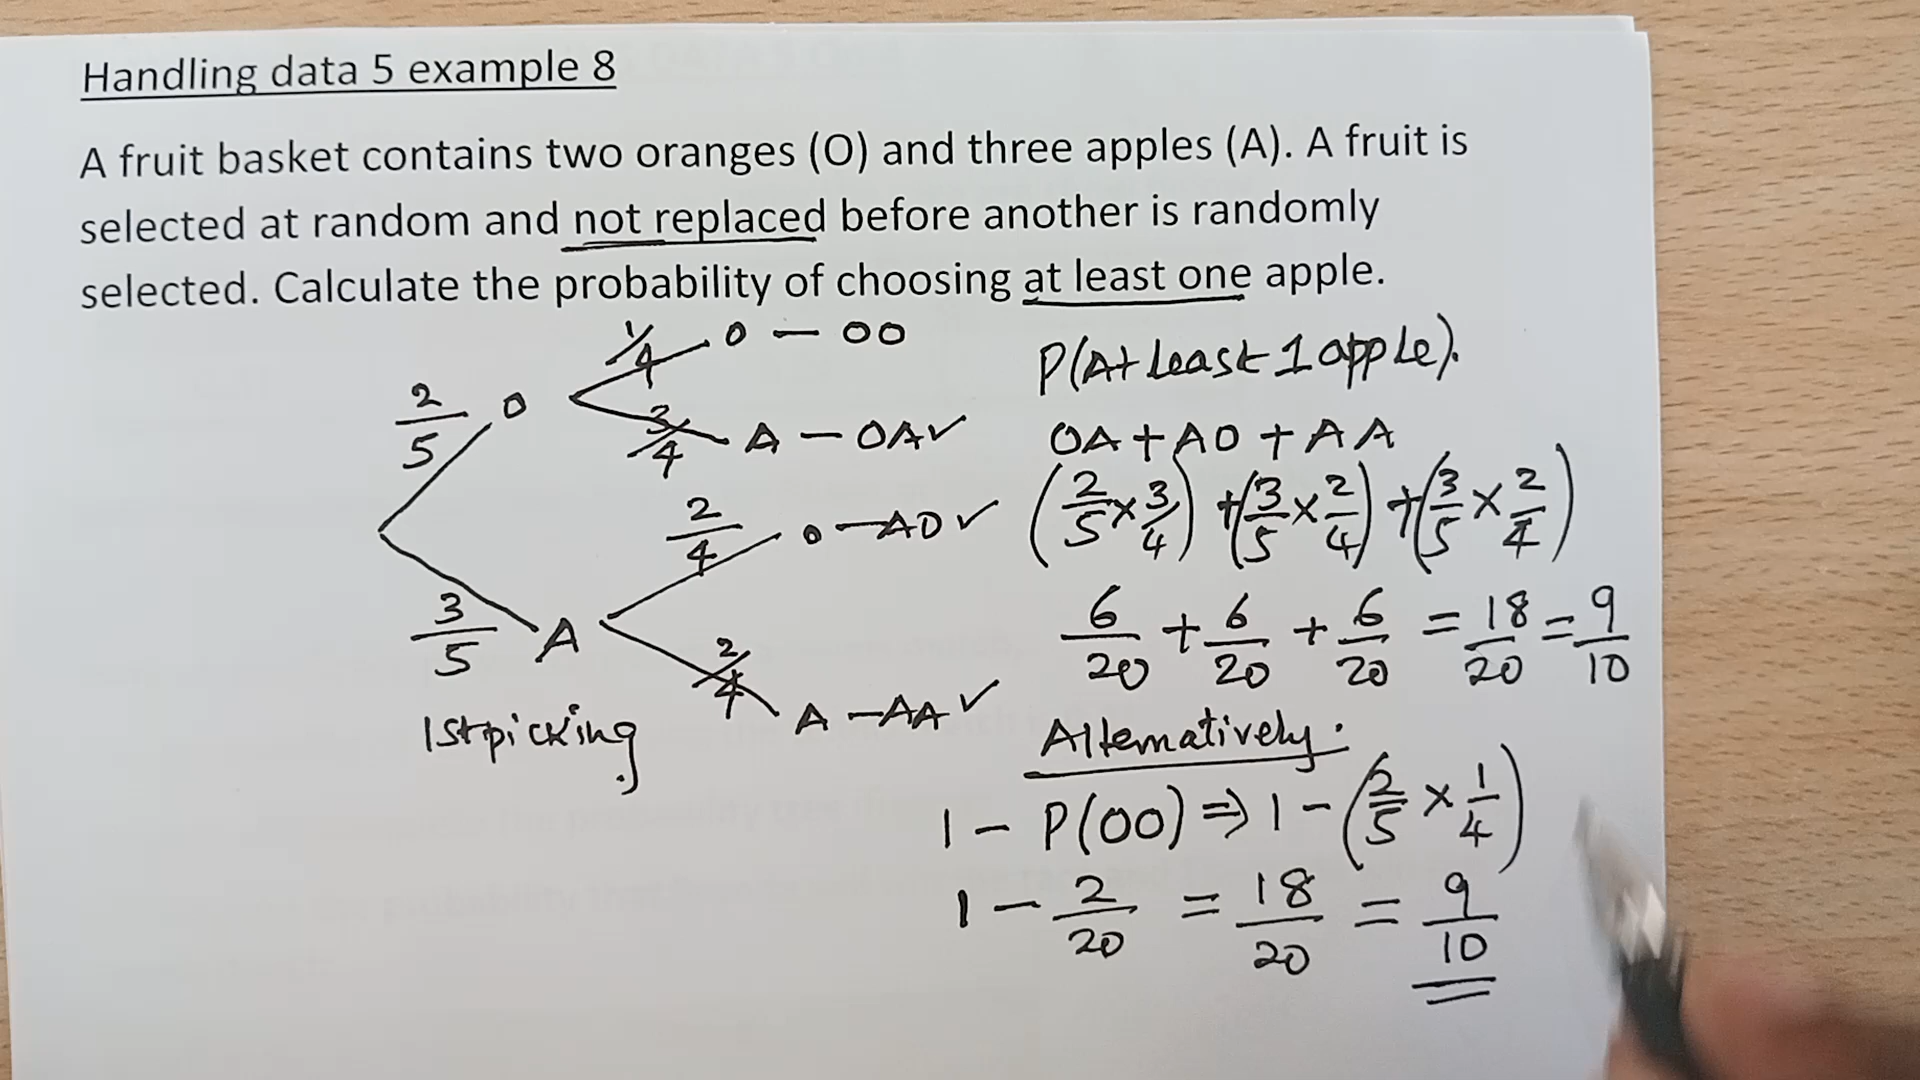 Handling data 5 example 8
A fruit basket contains two oranges (O) and three apples (A). A fruit is
selected at random and not replaced before another is randomly
selected. Calculate the probability of choosing at least one apple.
1/4 O — OO
2/5 O
3/4 A — OA ✓
2/4 O — AO ✓
3/5 A
2/4 A — AA ✓
1st picking
P(At least 1 apple).
OA + AO + AA
(2/5 × 3/4) + (3/5 × 2/4) + (3/5 × 2/4)
6/20 + 6/20 + 6/20 = 18/20 = 9/10
Alternatively.
1 − P(OO) ⇒ 1 − (2/5 × 1/4)
1 − 2/20 = 18/20 = 9/10